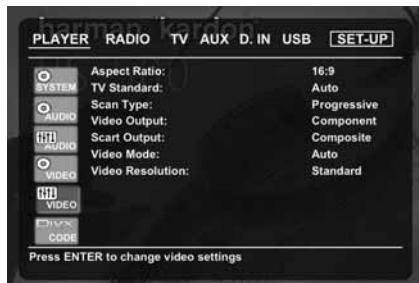 harman kardon
PLAYER RADIO TV AUX D. IN USB SET-UP
SYSTEM
AUDIO
AUDIO
VIDEO
VIDEO
DivX
CODE
Aspect Ratio: 16:9
TV Standard: Auto
Scan Type: Progressive
Video Output: Component
Scart Output: Composite
Video Mode: Auto
Video Resolution: Standard
Press ENTER to change video settings